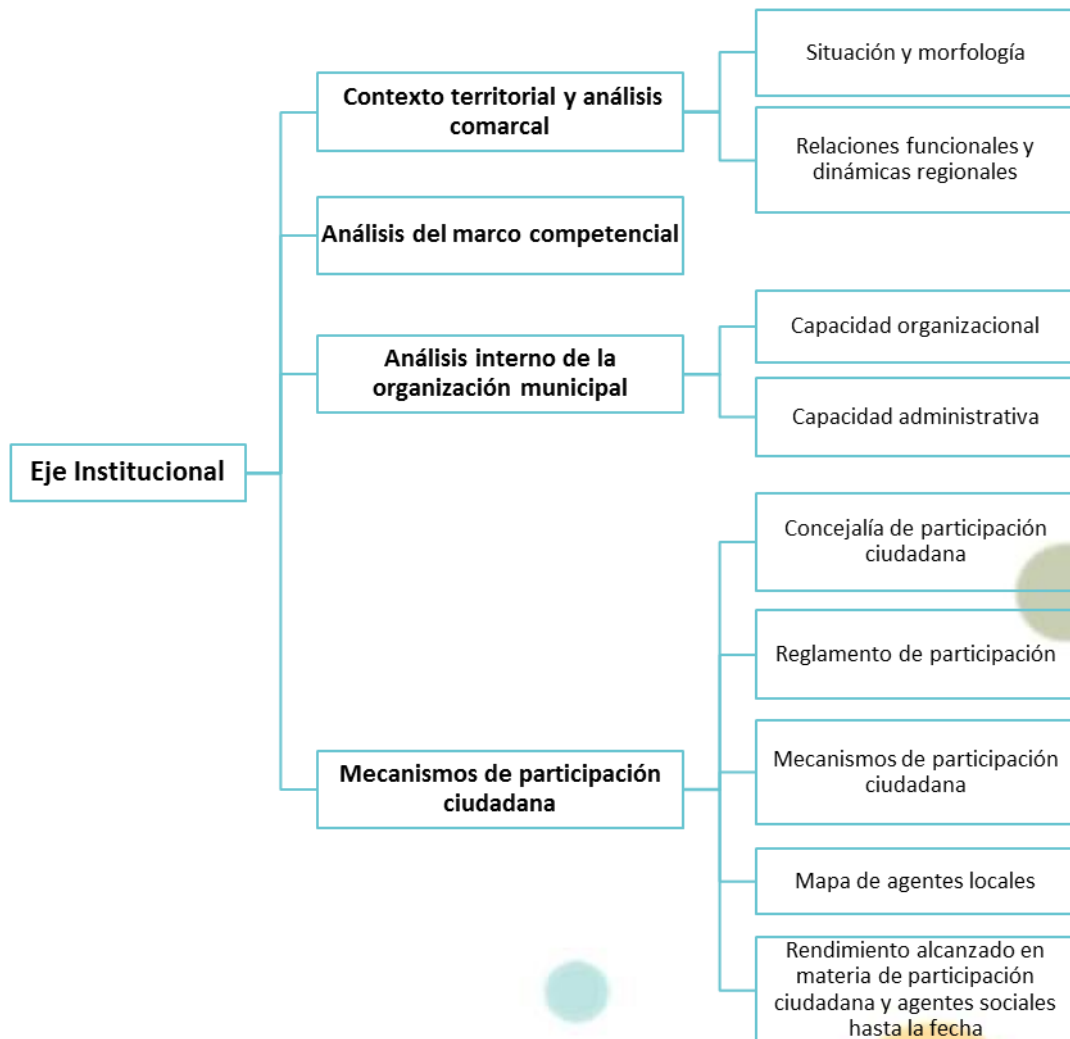 Eje Institucional
Contexto territorial y análisis
comarcal
Situación y morfología
Relaciones funcionales y
dinámicas regionales
Análisis del marco competencial
Análisis interno de la
organización municipal
Capacidad organizacional
Capacidad administrativa
Mecanismos de participación
ciudadana
Concejalía de participación
ciudadana
Reglamento de participación
Mecanismos de participación
ciudadana
Mapa de agentes locales
Rendimiento alcanzado en
materia de participación
ciudadana y agentes sociales
hasta la fecha